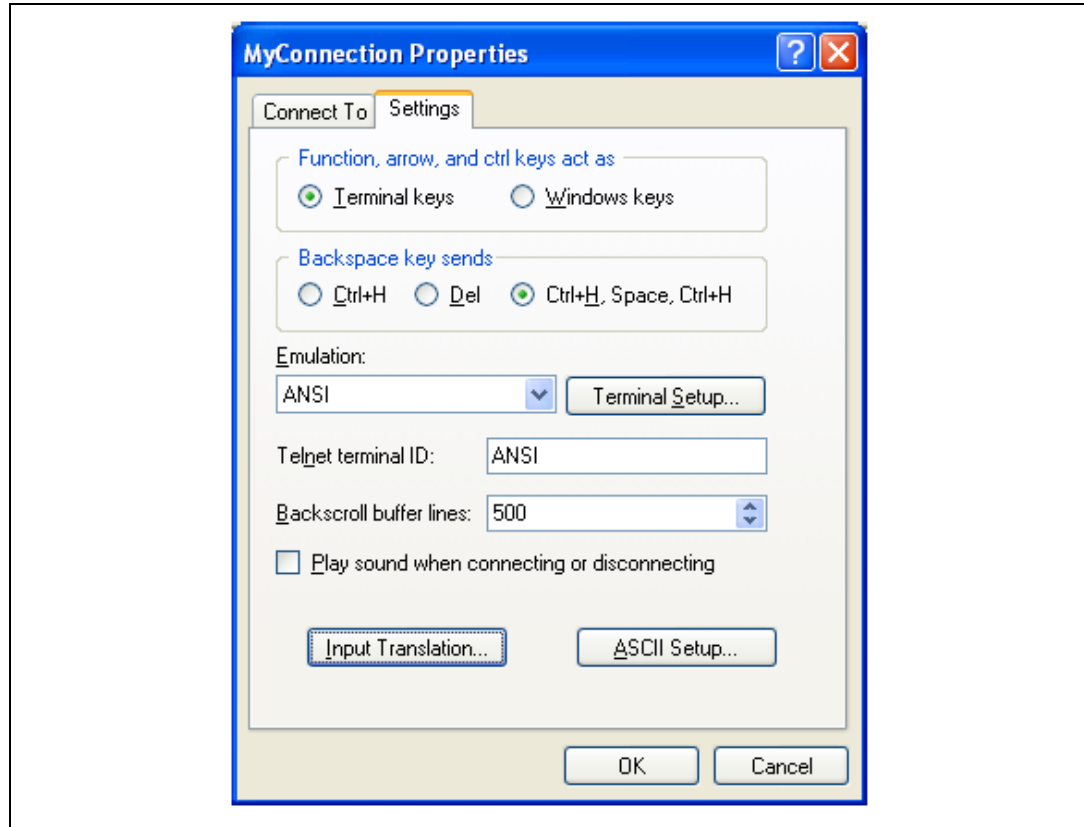 MyConnection Properties
Connect To Settings
Function, arrow, and ctrl keys act as
Terminal keys Windows keys
Backspace key sends
Ctrl+H Del Ctrl+H, Space, Ctrl+H
Emulation:
ANSI Terminal Setup...
Telnet terminal ID: ANSI
Backscroll buffer lines: 500
Play sound when connecting or disconnecting
Input Translation... ASCII Setup...
OK Cancel